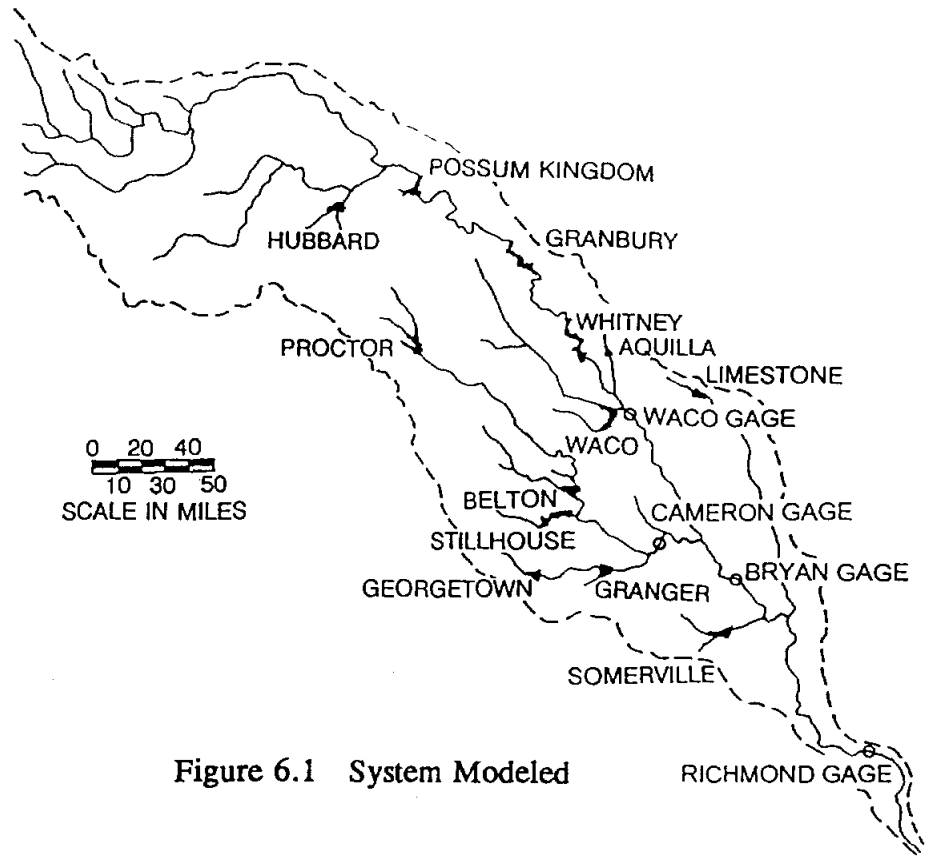 POSSUM KINGDOM
HUBBARD
GRANBURY
WHITNEY
PROCTOR
AQUILLA
LIMESTONE
WACO GAGE
WACO
0 20 40
10 30 50
SCALE IN MILES
BELTON
CAMERON GAGE
STILLHOUSE
BRYAN GAGE
GEORGETOWN
GRANGER
SOMERVILLE
Figure 6.1 System Modeled
RICHMOND GAGE